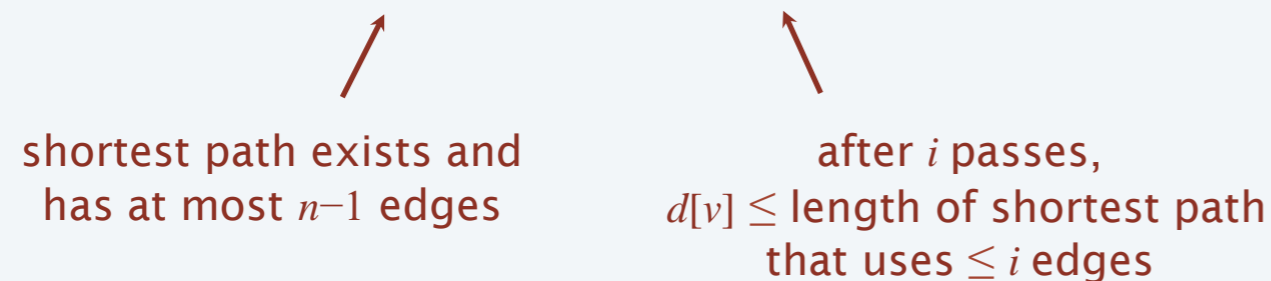 shortest path exists and
has at most n−1 edges
after i passes,
d[v] ≤ length of shortest path
that uses ≤ i edges